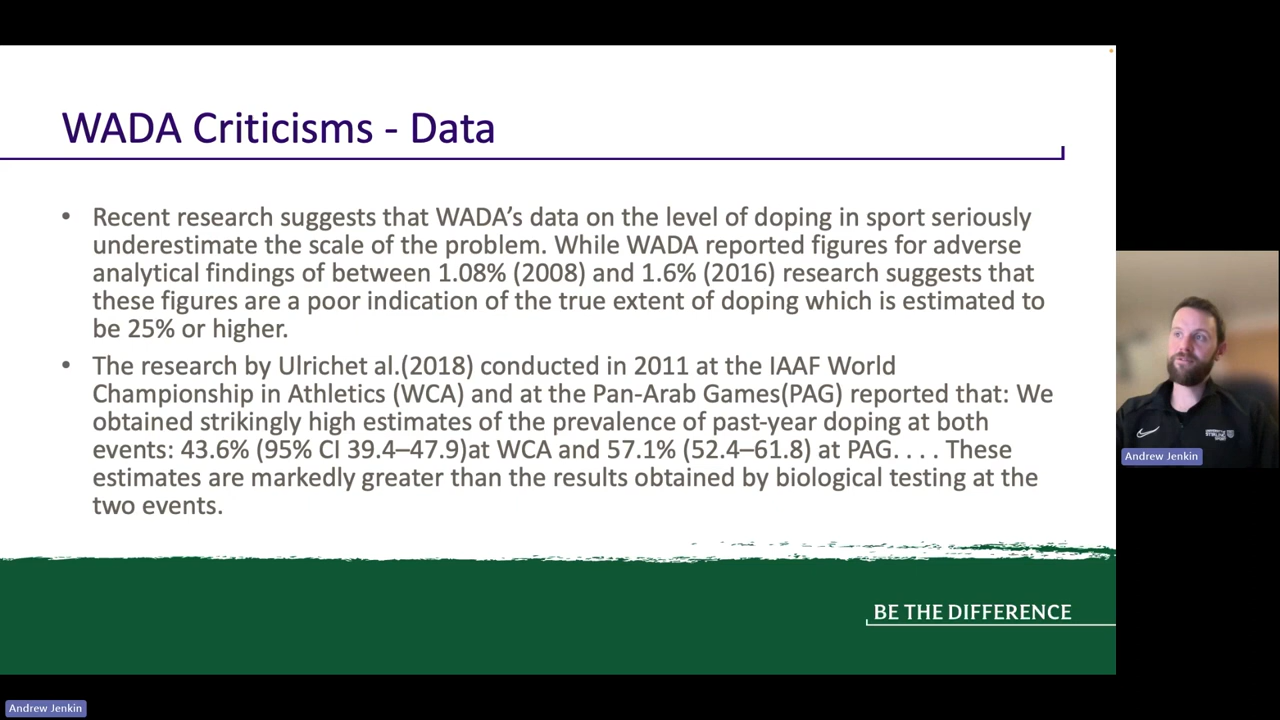 WADA Criticisms - Data
• Recent research suggests that WADA’s data on the level of doping in sport seriously
underestimate the scale of the problem. While WADA reported figures for adverse
analytical findings of between 1.08% (2008) and 1.6% (2016) research suggests that
these figures are a poor indication of the true extent of doping which is estimated to
be 25% or higher.
• The research by Ulrichet al.(2018) conducted in 2011 at the IAAF World
Championship in Athletics (WCA) and at the Pan-Arab Games(PAG) reported that: We
obtained strikingly high estimates of the prevalence of past-year doping at both
events: 43.6% (95% CI 39.4–47.9)at WCA and 57.1% (52.4–61.8) at PAG. . . . These
estimates are markedly greater than the results obtained by biological testing at the
two events.
BE THE DIFFERENCE
Andrew Jenkin
Andrew Jenkin